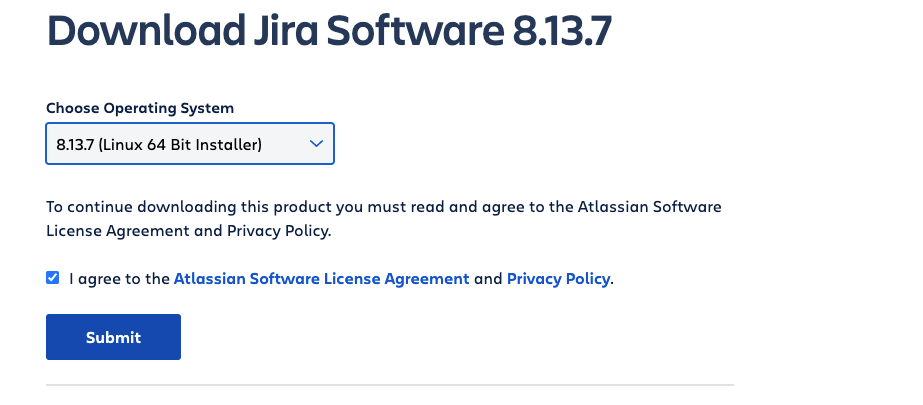 Download Jira Software 8.13.7
Choose Operating System
8.13.7 (Linux 64 Bit Installer)
To continue downloading this product you must read and agree to the Atlassian Software
License Agreement and Privacy Policy.
I agree to the Atlassian Software License Agreement and Privacy Policy.
Submit